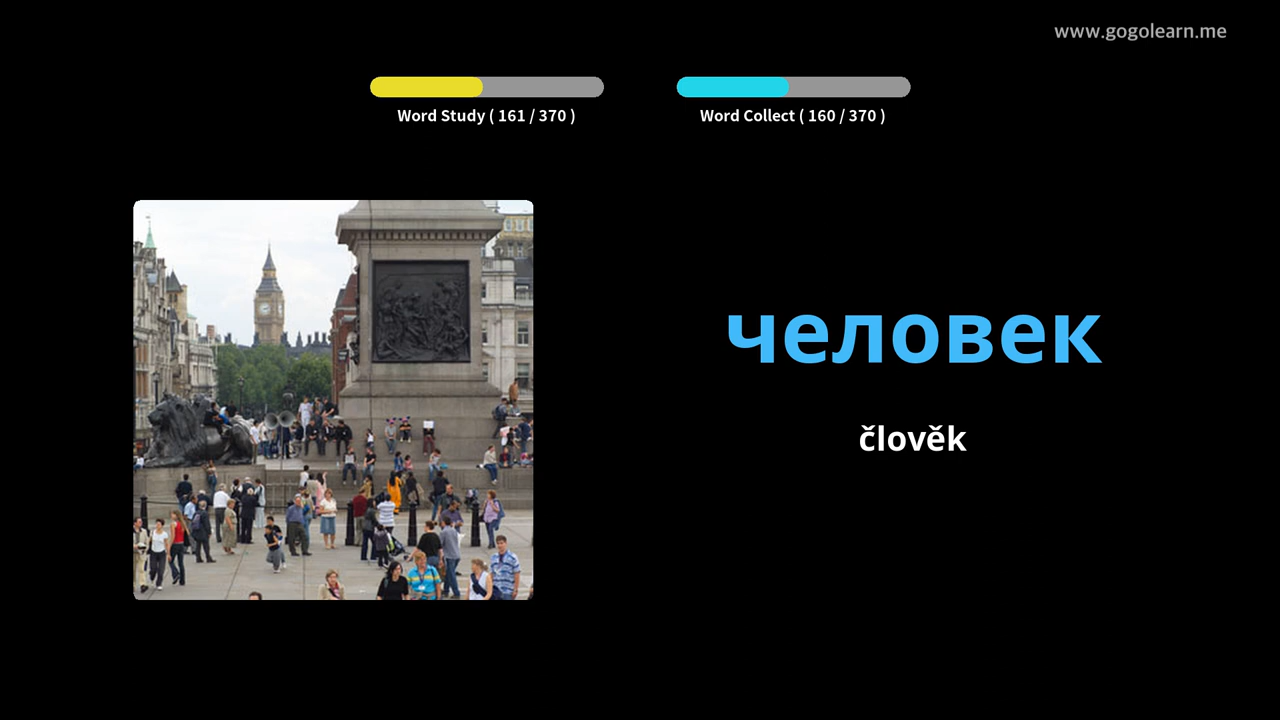 www.gogolearn.me
Word Study ( 161 / 370 )
Word Collect ( 160 / 370 )
человек
člověk